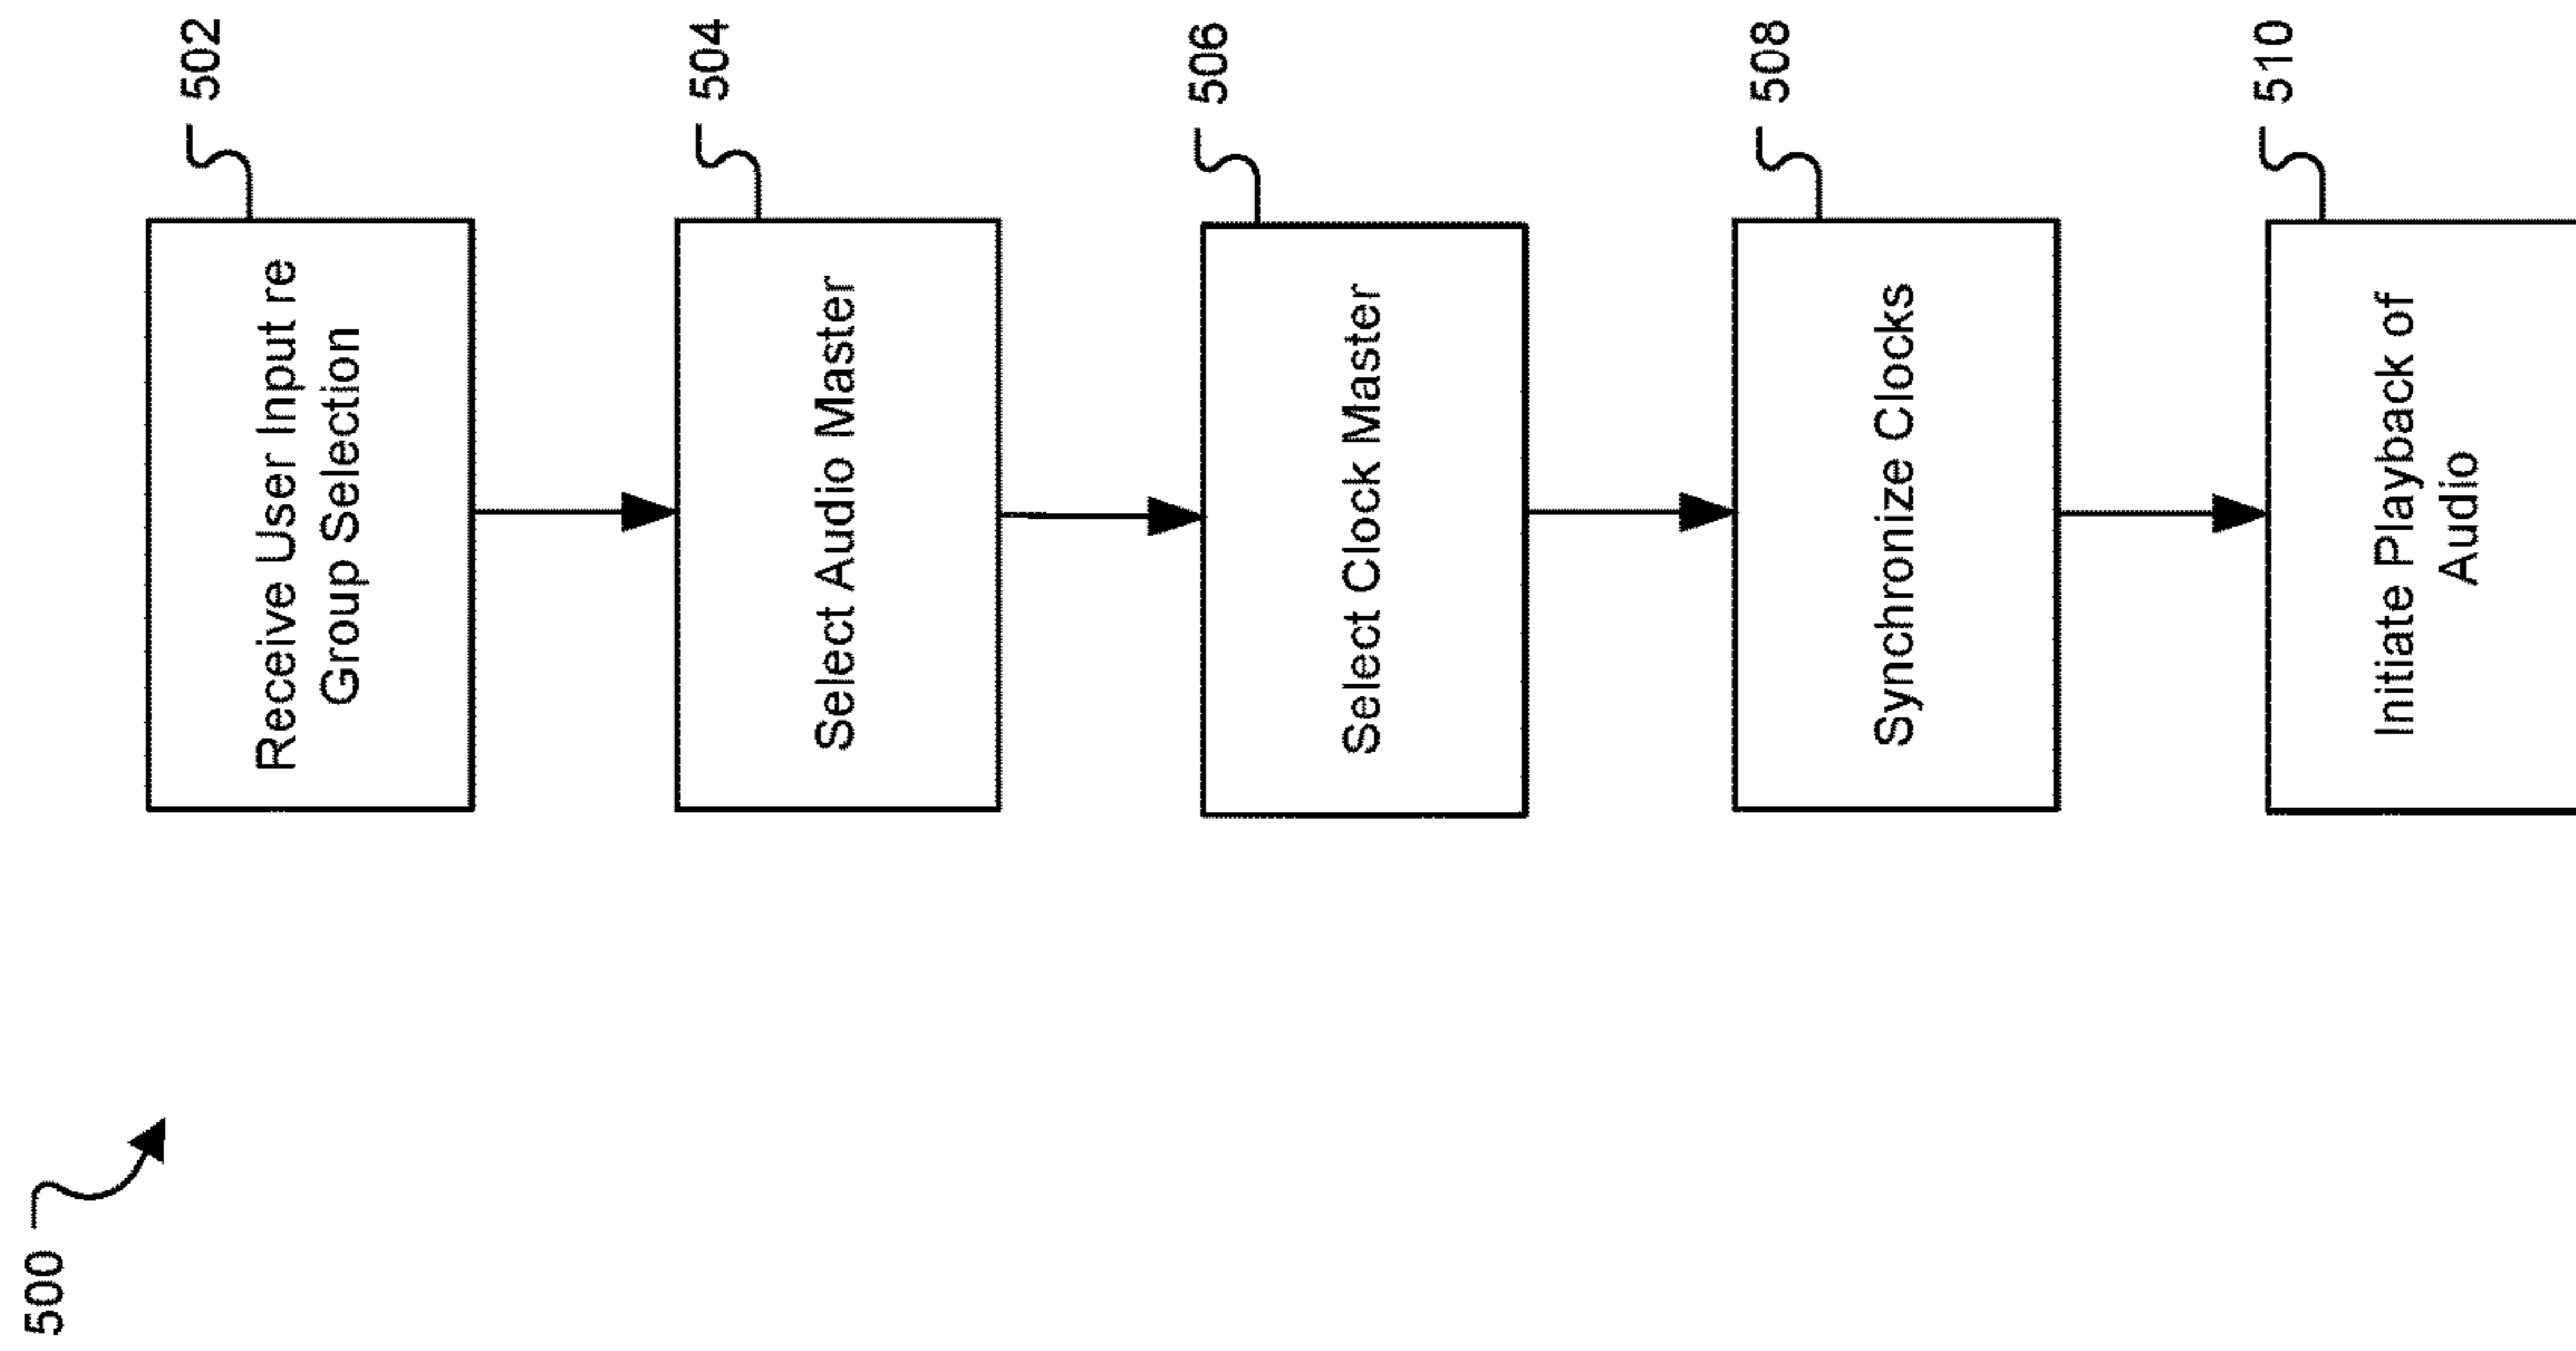 500
502
Receive User Input re
Group Selection
504
Select Audio Master
506
Select Clock Master
508
Synchronize Clocks
510
Initiate Playback of
Audio